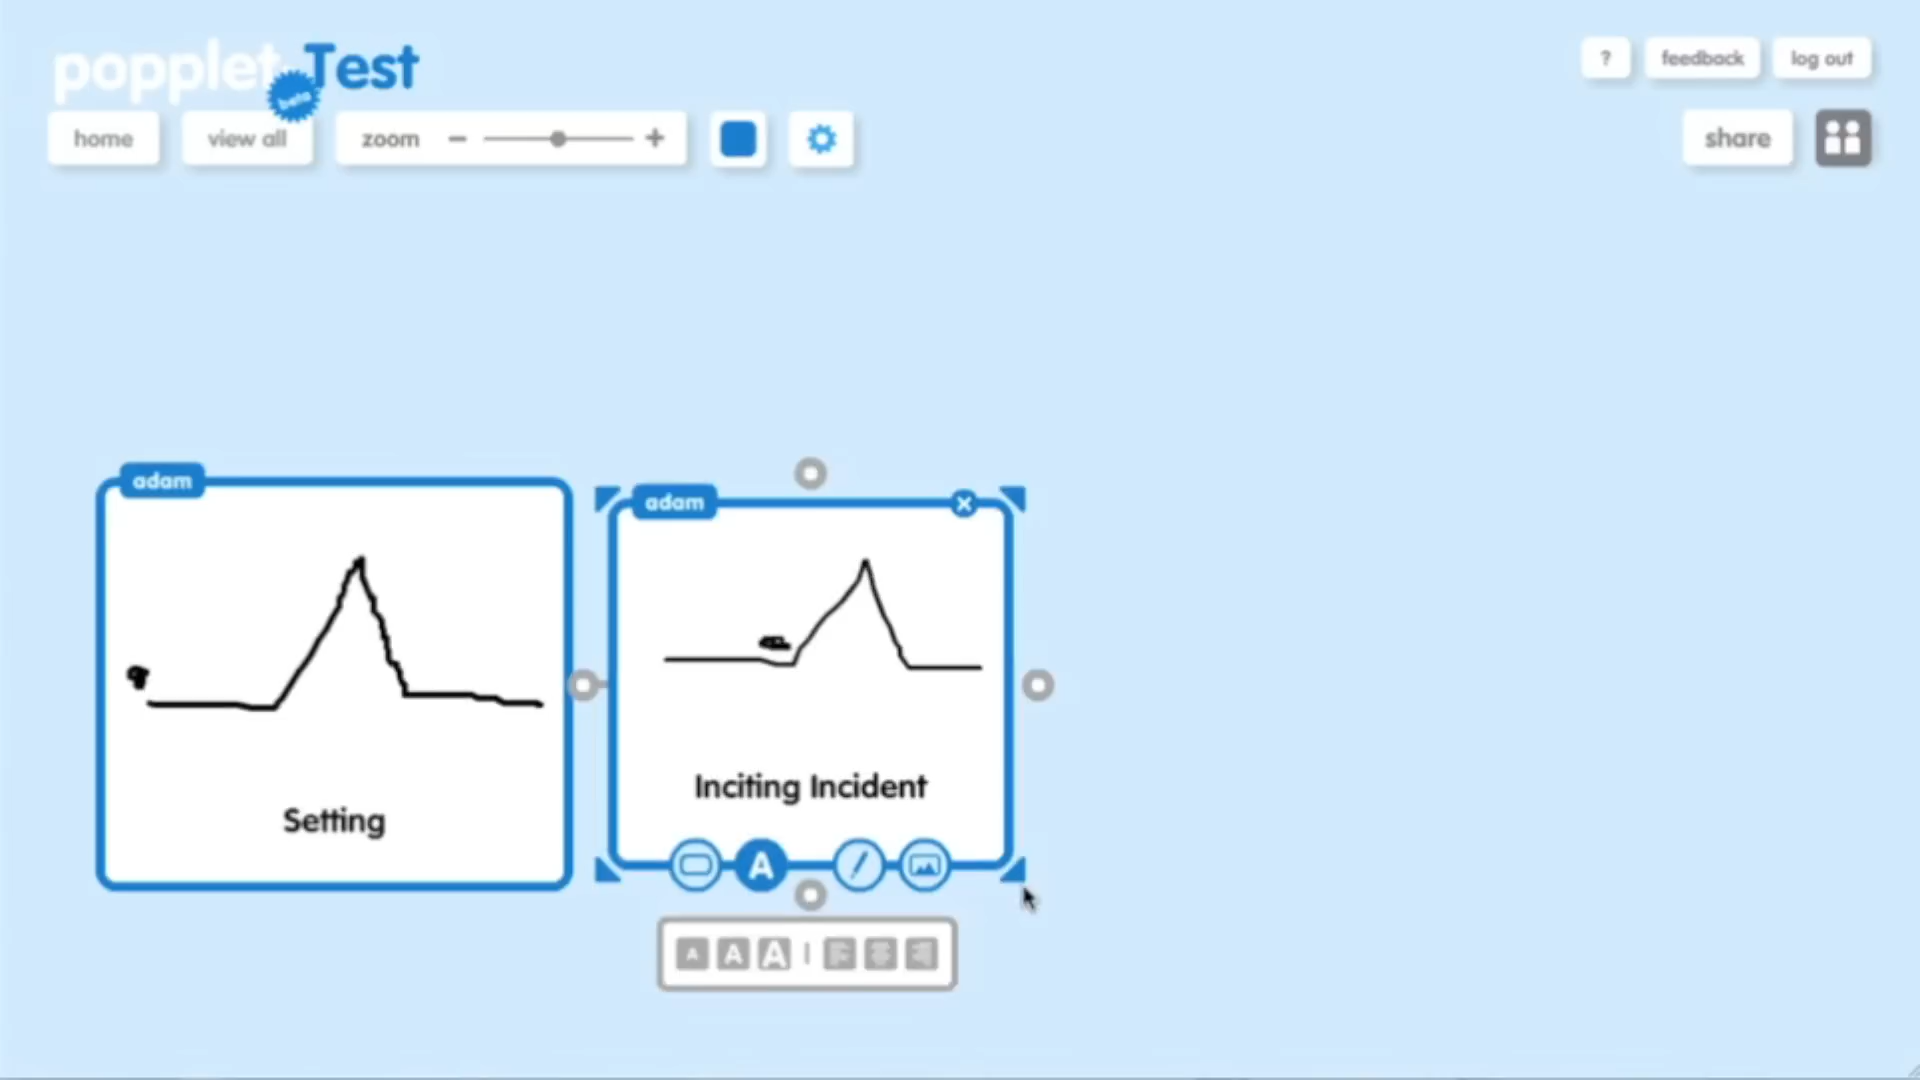 popplet Test
beta
? feedback log out
home view all zoom - +
share
adam
adam
Setting
Inciting Incident
A
A A A